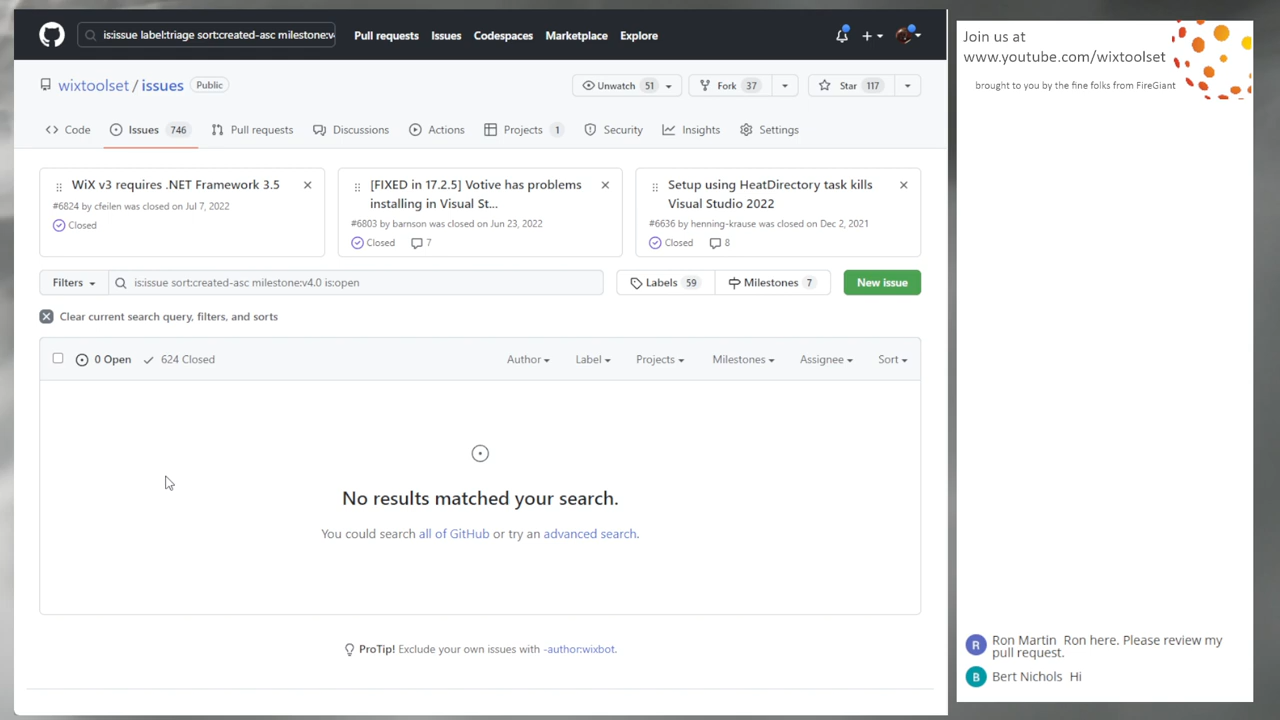 is:issue label:triage sort:created-asc milestone:v4
Pull requests Issues Codespaces Marketplace Explore
wixtoolset / issues Public
Unwatch 51 Fork 37 Star 117
Code Issues 746 Pull requests Discussions Actions Projects 1 Security Insights Settings
WiX v3 requires .NET Framework 3.5
#6824 by cfeilen was closed on Jul 7, 2022
Closed
[FIXED in 17.2.5] Votive has problems
installing in Visual St...
#6803 by barnson was closed on Jun 23, 2022
Closed 7
Setup using HeatDirectory task kills
Visual Studio 2022
#6636 by henning-krause was closed on Dec 2, 2021
Closed 8
Filters is:issue sort:created-asc milestone:v4.0 is:open Labels 59 Milestones 7 New issue
Clear current search query, filters, and sorts
0 Open 624 Closed Author Label Projects Milestones Assignee Sort
No results matched your search.
You could search all of GitHub or try an advanced search.
ProTip! Exclude your own issues with -author:wixbot.
Join us at
www.youtube.com/wixtoolset
brought to you by the fine folks from FireGiant
R Ron Martin Ron here. Please review my
pull request.
B Bert Nichols Hi